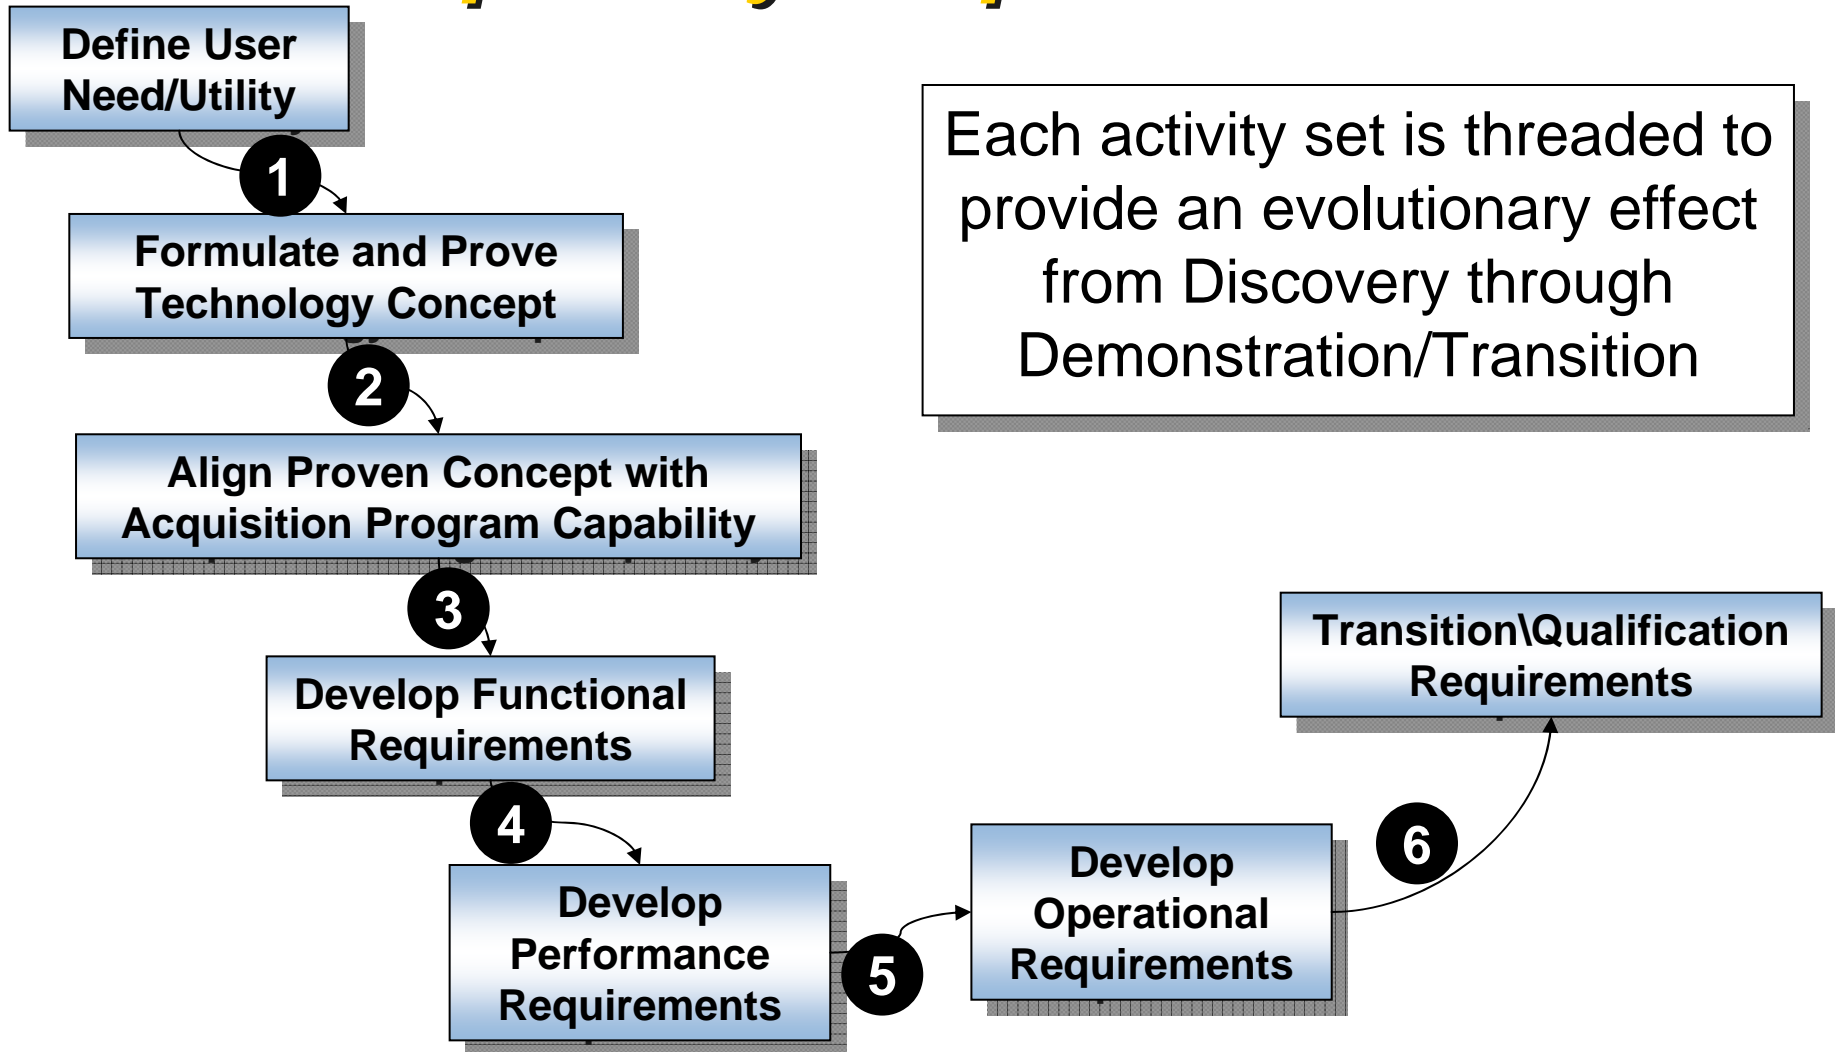 Define User
Need/Utility
1
Each activity set is threaded to
provide an evolutionary effect
from Discovery through
Demonstration/Transition
Formulate and Prove
Technology Concept
2
Align Proven Concept with
Acquisition Program Capability
3
Develop Functional
Requirements
Transition\Qualification
Requirements
4
Develop
Performance
Requirements
5
Develop
Operational
Requirements
6